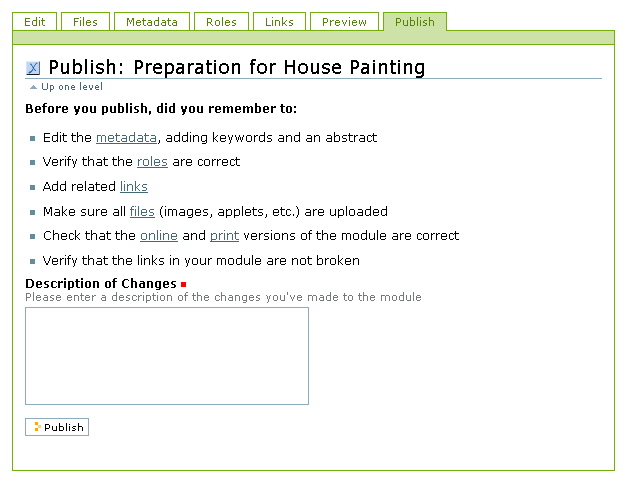 Edit Files Metadata Roles Links Preview Publish
Publish: Preparation for House Painting
Up one level
Before you publish, did you remember to:
Edit the metadata, adding keywords and an abstract
Verify that the roles are correct
Add related links
Make sure all files (images, applets, etc.) are uploaded
Check that the online and print versions of the module are correct
Verify that the links in your module are not broken
Description of Changes
Please enter a description of the changes you've made to the module
Publish